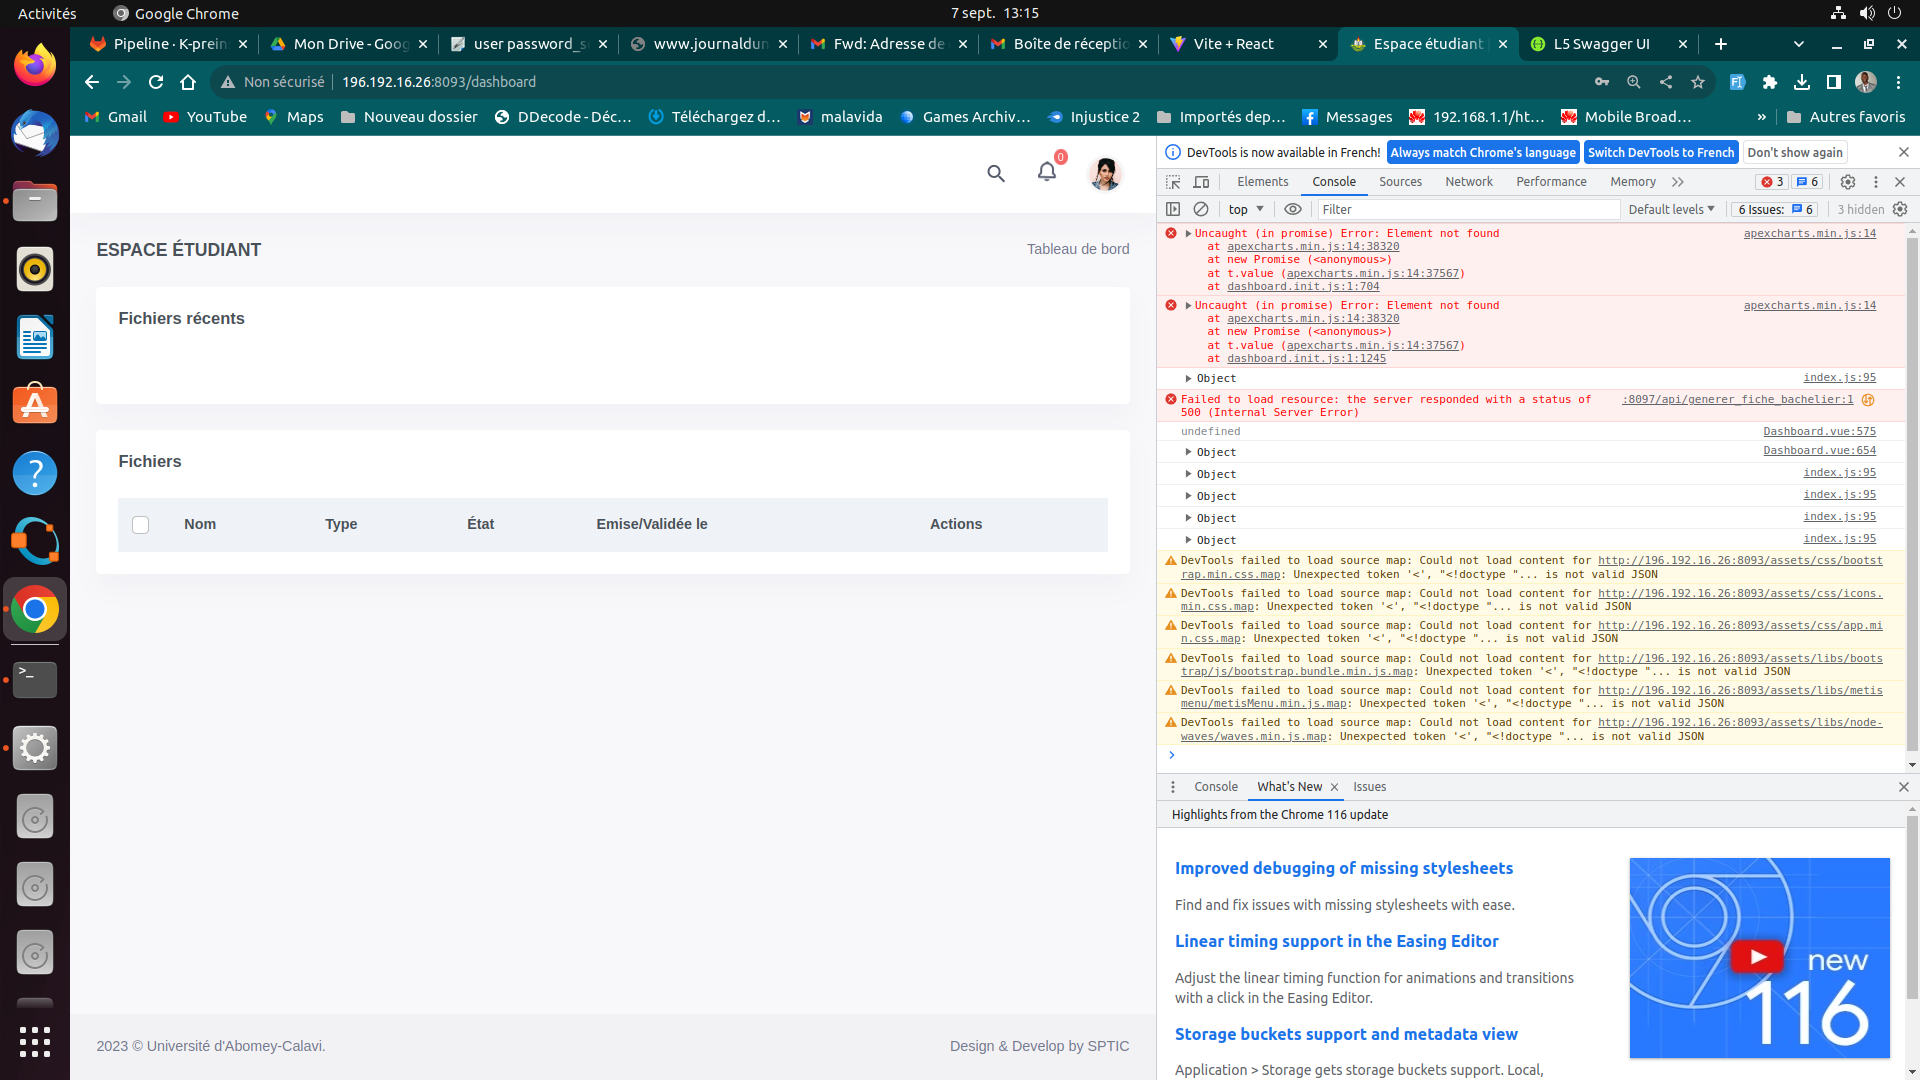 Activités
Google Chrome
7 sept. 13:15
Pipeline · K-prein
Mon Drive - Goog
user password_s
www.journaldun
Fwd: Adresse de
Boîte de réceptio
Vite + React
Espace étudiant
L5 Swagger UI
Non sécurisé
196.192.16.26:8093/dashboard
Gmail
YouTube
Maps
Nouveau dossier
DDecode - Déc…
Téléchargez d…
malavida
Games Archiv…
Injustice 2
Importés dep…
Messages
192.168.1.1/ht…
Mobile Broad…
»
Autres favoris
0
ESPACE ÉTUDIANT
Tableau de bord
Fichiers récents
Fichiers
Nom
Type
État
Emise/Validée le
Actions
2023 © Université d'Abomey-Calavi.
Design & Develop by SPTIC
DevTools is now available in French!
Always match Chrome's language
Switch DevTools to French
Don't show again
Elements
Console
Sources
Network
Performance
Memory
3
6
top
Filter
Default levels
6 Issues: 6
3 hidden
Uncaught (in promise) Error: Element not found apexcharts.min.js:14
at apexcharts.min.js:14:38320
at new Promise (<anonymous>)
at t.value (apexcharts.min.js:14:37567)
at dashboard.init.js:1:704
Uncaught (in promise) Error: Element not found apexcharts.min.js:14
at apexcharts.min.js:14:38320
at new Promise (<anonymous>)
at t.value (apexcharts.min.js:14:37567)
at dashboard.init.js:1:1245
Object index.js:95
Failed to load resource: the server responded with a status of :8097/api/generer_fiche_bachelier:1
500 (Internal Server Error)
undefined Dashboard.vue:575
Object Dashboard.vue:654
Object index.js:95
Object index.js:95
Object index.js:95
Object index.js:95
DevTools failed to load source map: Could not load content for http://196.192.16.26:8093/assets/css/bootst
rap.min.css.map: Unexpected token '<', "<!doctype "... is not valid JSON
DevTools failed to load source map: Could not load content for http://196.192.16.26:8093/assets/css/icons.
min.css.map: Unexpected token '<', "<!doctype "... is not valid JSON
DevTools failed to load source map: Could not load content for http://196.192.16.26:8093/assets/css/app.mi
n.css.map: Unexpected token '<', "<!doctype "... is not valid JSON
DevTools failed to load source map: Could not load content for http://196.192.16.26:8093/assets/libs/boots
trap/js/bootstrap.bundle.min.js.map: Unexpected token '<', "<!doctype "... is not valid JSON
DevTools failed to load source map: Could not load content for http://196.192.16.26:8093/assets/libs/metis
menu/metisMenu.min.js.map: Unexpected token '<', "<!doctype "... is not valid JSON
DevTools failed to load source map: Could not load content for http://196.192.16.26:8093/assets/libs/node-
waves/waves.min.js.map: Unexpected token '<', "<!doctype "... is not valid JSON
Console
What's New
Issues
Highlights from the Chrome 116 update
Improved debugging of missing stylesheets
Find and fix issues with missing stylesheets with ease.
Linear timing support in the Easing Editor
Adjust the linear timing function for animations and transitions
with a click in the Easing Editor.
Storage buckets support and metadata view
Application > Storage gets storage buckets support. Local,
new
116